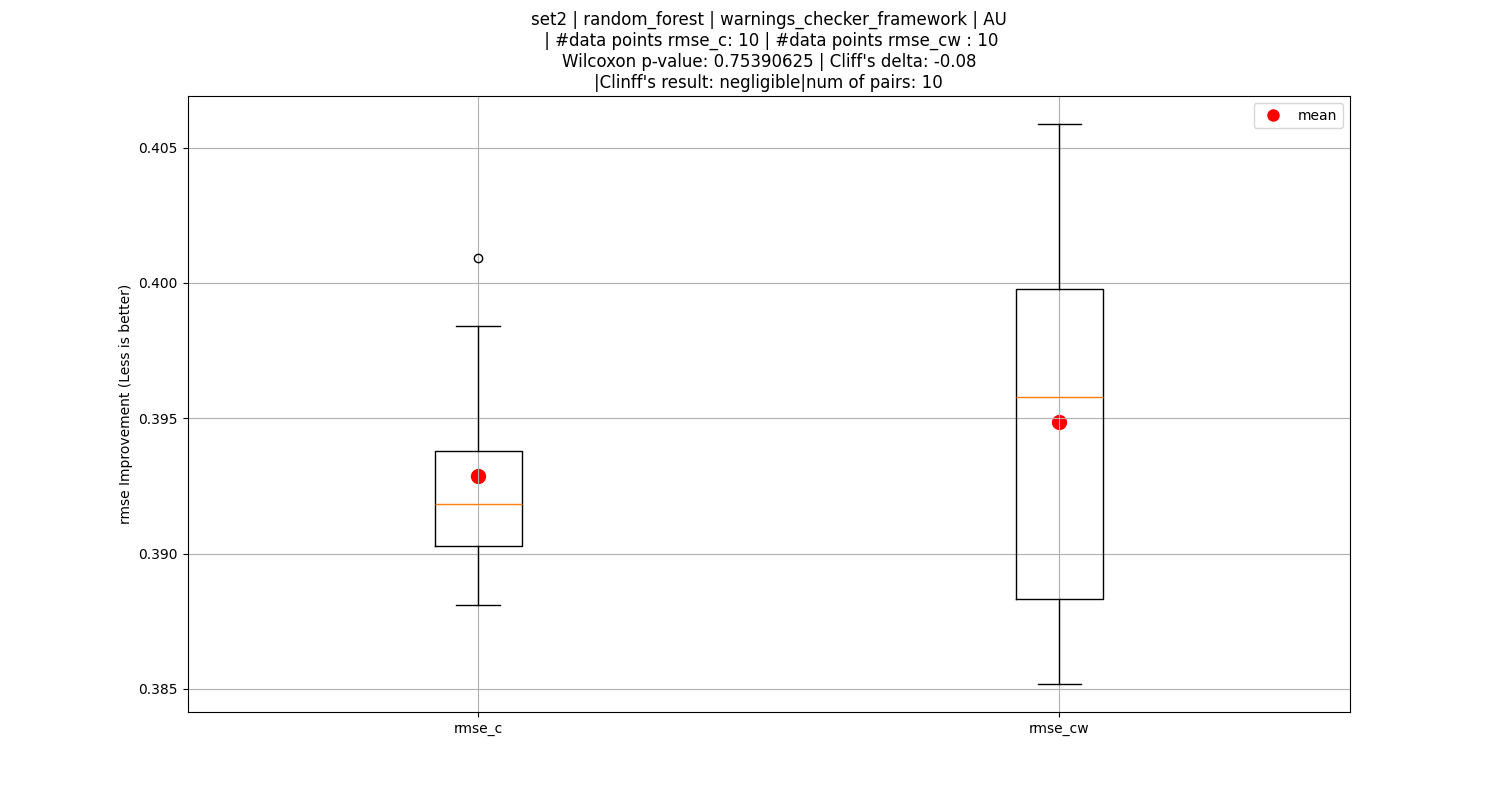 set2 | random_forest | warnings_checker_framework | AU
| #data points rmse_c: 10 | #data points rmse_cw : 10
Wilcoxon p-value: 0.75390625 | Cliff's delta: -0.08
|Clinff's result: negligible|num of pairs: 10
mean
0.405
0.400
0.395
0.390
0.385
rmse Improvement (Less is better)
rmse_c
rmse_cw